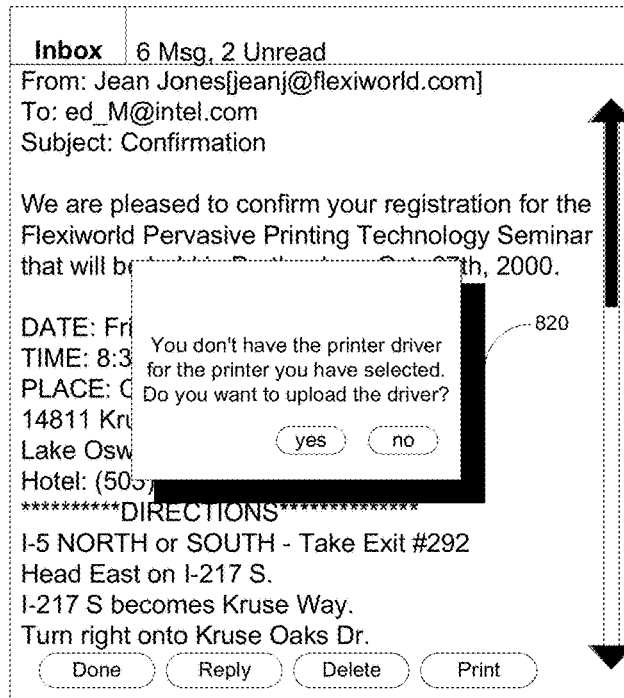 Inbox 6 Msg, 2 Unread
From: Jean Jones[jeanj@flexiworld.com]
To: ed_M@intel.com
Subject: Confirmation
We are pleased to confirm your registration for the
Flexiworld Pervasive Printing Technology Seminar
that will b th, 2000.
DATE: Fri
TIME: 8:3
PLACE: C
14811 Kru
Lake Osw
Hotel: (503)
You don't have the printer driver
for the printer you have selected.
Do you want to upload the driver?
yes no
820
**********DIRECTIONS**************
I-5 NORTH or SOUTH - Take Exit #292
Head East on I-217 S.
I-217 S becomes Kruse Way.
Turn right onto Kruse Oaks Dr.
Done Reply Delete Print